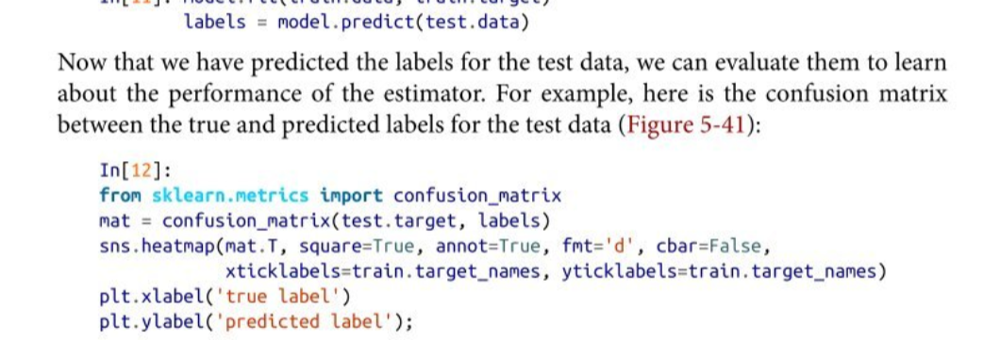 labels = model.predict(test.data)
Now that we have predicted the labels for the test data, we can evaluate them to learn
about the performance of the estimator. For example, here is the confusion matrix
between the true and predicted labels for the test data (Figure 5-41):
In[12]:
from sklearn.metrics import confusion_matrix
mat = confusion_matrix(test.target, labels)
sns.heatmap(mat.T, square=True, annot=True, fmt='d', cbar=False,
xticklabels=train.target_names, yticklabels=train.target_names)
plt.xlabel('true label')
plt.ylabel('predicted label');